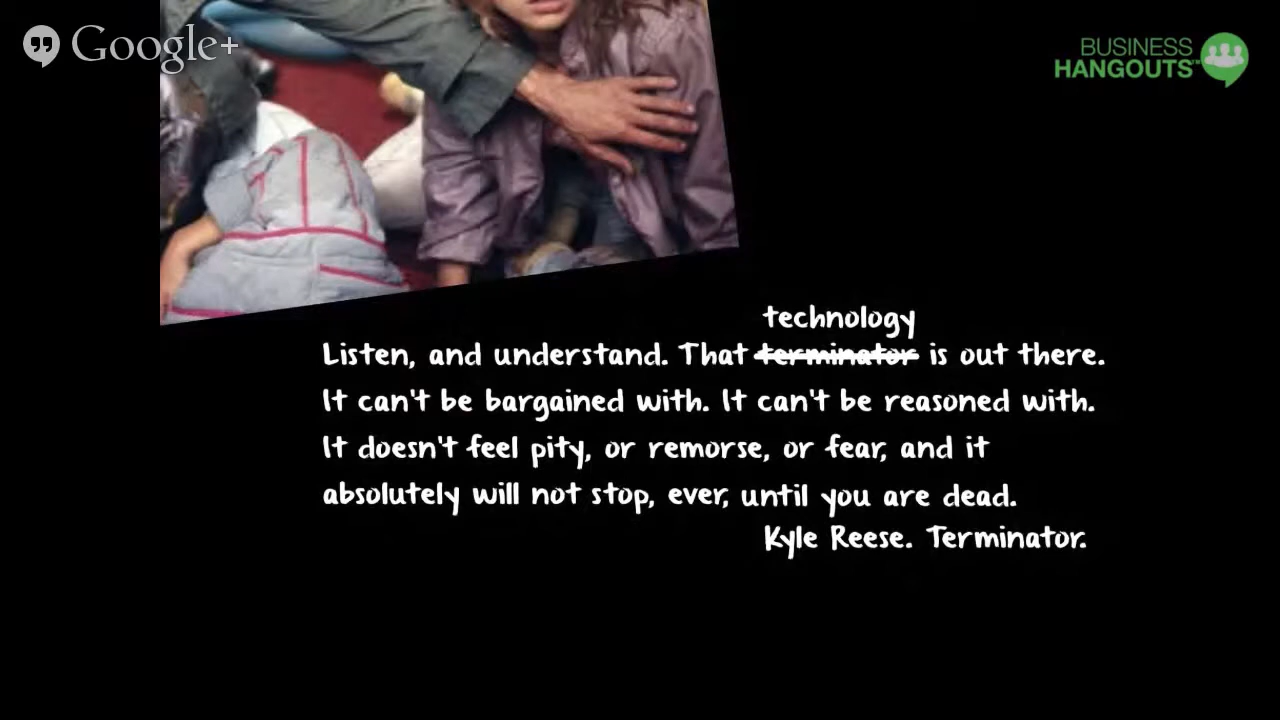 Google+
BUSINESS
HANGOUTS™
technology
Listen, and understand. That terminator is out there.
It can't be bargained with. It can't be reasoned with.
It doesn't feel pity, or remorse, or fear, and it
absolutely will not stop, ever, until you are dead.
Kyle Reese. Terminator.